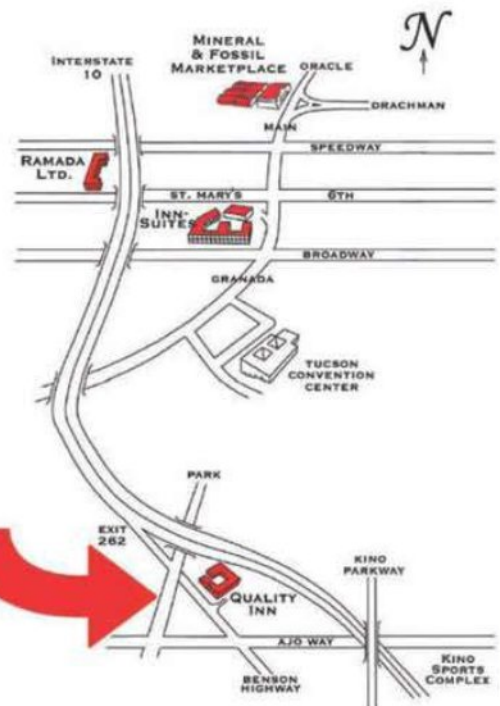 N
MINERAL
& FOSSIL
MARKETPLACE
INTERSTATE
10
ORACLE
DRACHMAN
MAIN
SPEEDWAY
RAMADA
LTD.
ST. MARY'S
6TH
INN-
SUITES
BROADWAY
GRANADA
TUCSON
CONVENTION
CENTER
PARK
EXIT
262
KINO
PARKWAY
QUALITY
INN
AJO WAY
KINO
SPORTS
COMPLEX
BENSON
HIGHWAY